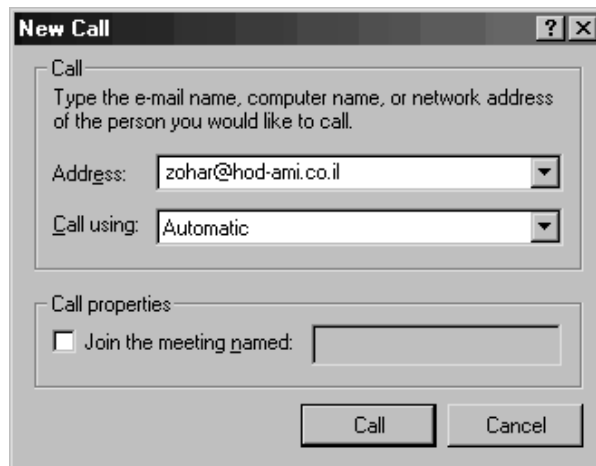 New Call
Call
Type the e-mail name, computer name, or network address
of the person you would like to call.
Address: zohar@hod-ami.co.il
Call using: Automatic
Call properties
Join the meeting named:
Call Cancel